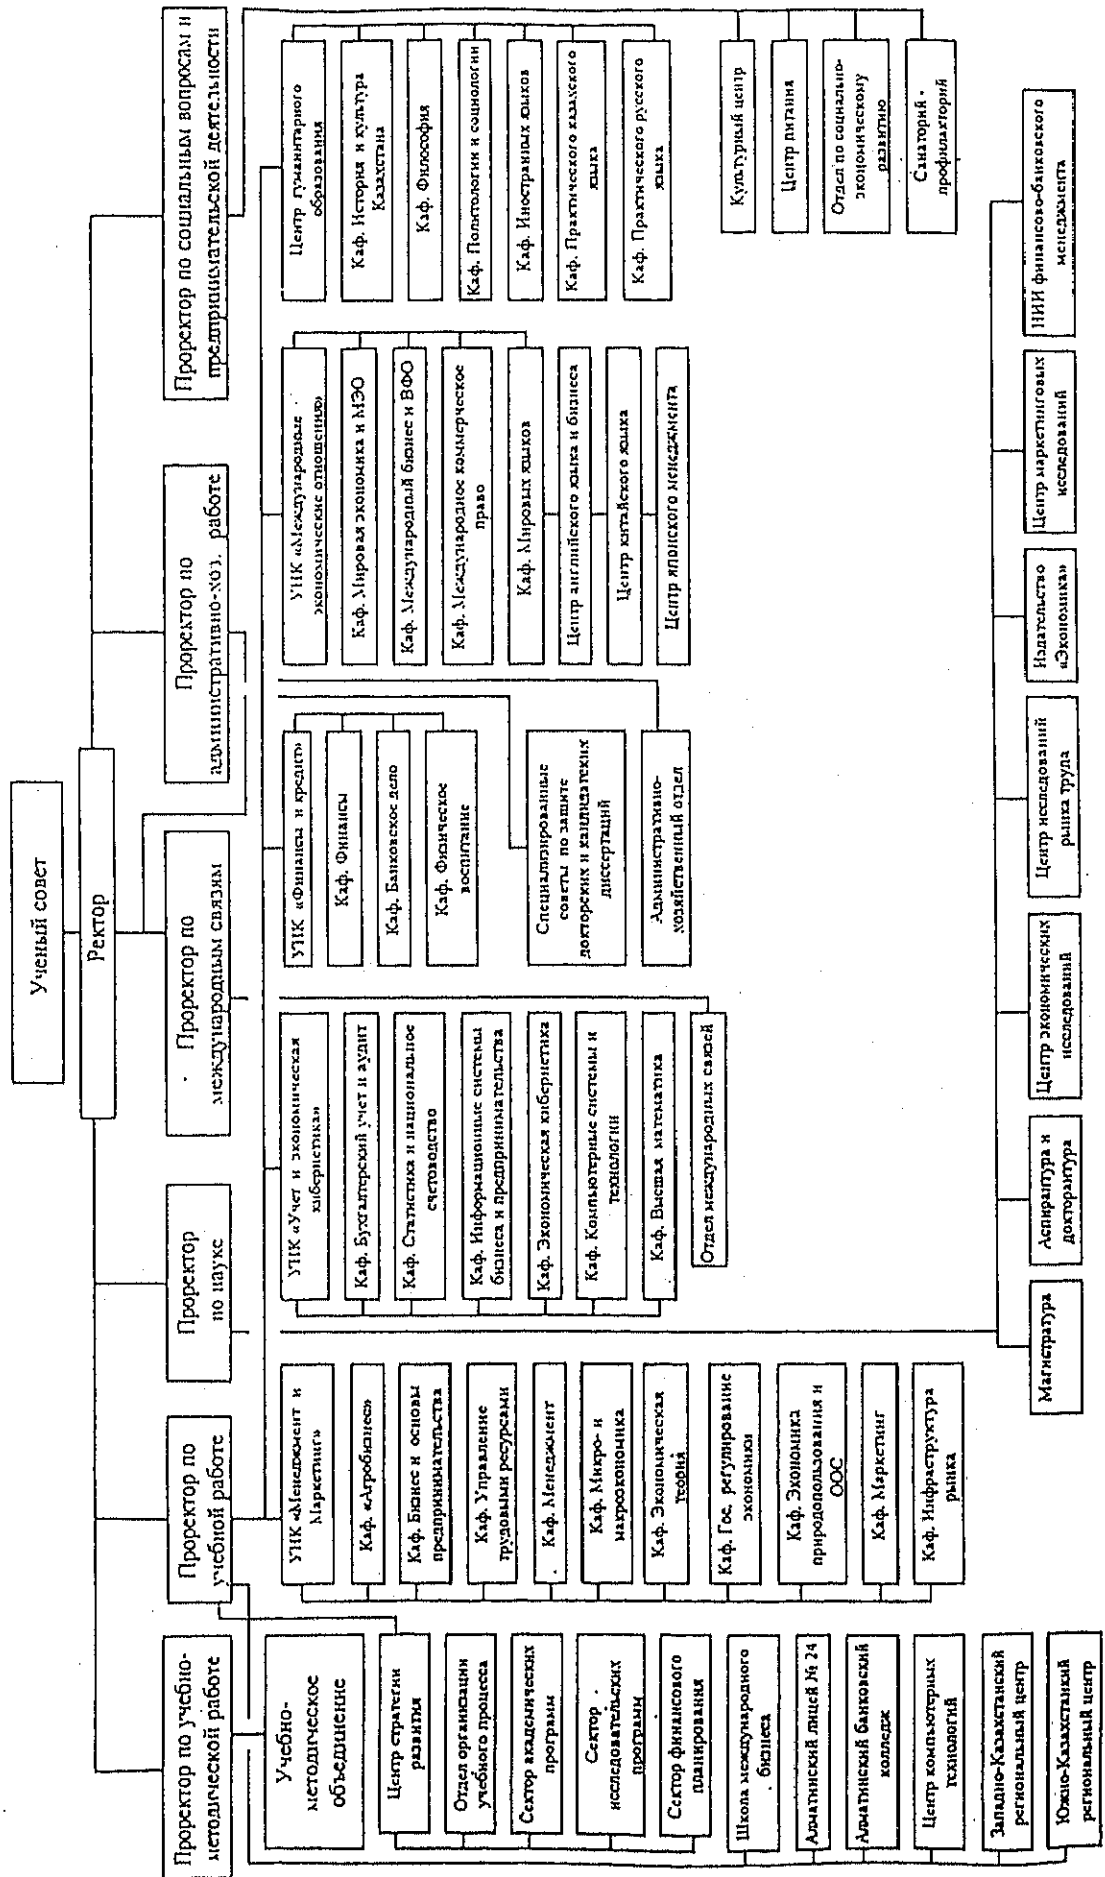 Ученый совет
Ректор
Проректор по учебно-
методической работе
Проректор по
учебной работе
Проректор
по науке
Проректор по
международным связям
Проректор по
административно-хоз. работе
Проректор по социальным вопросам и
предпринимательской деятельности
Учебно-
методическое
объединение
Центр стратегии
развития
Отдел организации
учебного процесса
Сектор академических
программ
Сектор
исследовательских
программ
Сектор финансового
планирования
Школа международного
бизнеса
Алматинский лицей № 24
Алматинский банковский
колледж
Центр компьютерных
технологий
Западно-Казахстанский
региональный центр
Южно-Казахстанкий
региональный центр
УНК «Менеджмент и
Маркетинг»
Каф. «Агробизнес»
Каф. Бизнес и основы
предпринимательства
Каф. Управление
трудовыми ресурсами
Каф. Менеджмент
Каф. Микро- и
макроэкономика
Каф. Экономическая
теорий
Каф. Гос. регулирование
экономики
Каф. Экономика
природопользования и
ООС
Каф. Маркетинг
Каф. Инфраструктура
рынка
УНК «Учет и экономическая
кибернетика»
Каф. Бухгалтерский учет и аудит
Каф. Статистика и национальное
счетоводство
Каф. Информационные системы
бизнеса и предпринимательства
Каф. Экономическая кибернетика
Каф. Компьютерные системы и
технологии
Каф. Высшая математика
Отдел международных связей
УНК «Финансы и кредит»
Каф. Финансы
Каф. Банковское дело
Каф. Физическое
воспитание
Специализированные
советы по защите
докторских и кандидатских
диссертаций
Административно-
хозяйственный отдел
УНК «Международные
экономические отношения»
Каф. Мировая экономика и МЭО
Каф. Международный бизнес и ВФО
Каф. Международное коммерческое
право
Каф. Мировых языков
Центр английского языка и бизнеса
Центр китайского языка
Центр японского менеджмента
Центр гуманитарного
образования
Каф. История и культура
Казахстана
Каф. Философия
Каф. Политологии и социологии
Каф. Иностранных языков
Каф. Практического казахского
языка
Каф. Практического русского
языка
Культурный центр
Центр питания
Отдел по социально-
экономическому
развитию
Санаторий -
профилакторий
Магистратура
Аспирантура и
докторантура
Центр экономических
исследований
Центр исследований
рынка труда
Издательство
«Экономика»
Центр маркетинговых
исследований
НИИ финансово-банковского
менеджмента